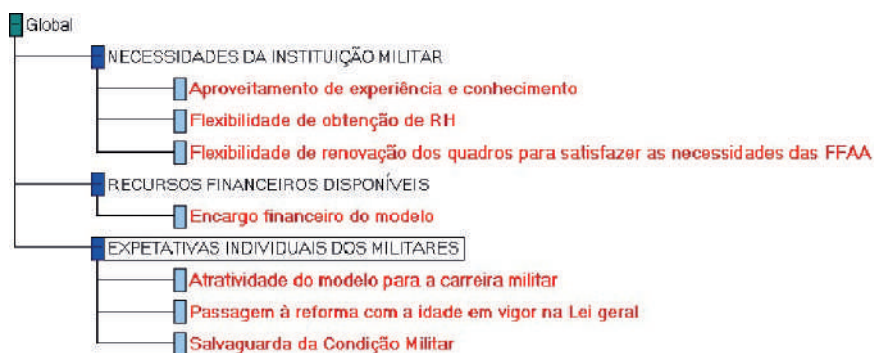 Global
NECESSIDADES DA INSTITUIÇÃO MILITAR
Aproveitamento de experiência e conhecimento
Flexibilidade de obtenção de RH
Flexibilidade de renovação dos quadros para satisfazer as necessidades das FFAA
RECURSOS FINANCEIROS DISPONÍVEIS
Encargo financeiro do modelo
EXPETATIVAS INDIVIDUAIS DOS MILITARES
Atratividade do modelo para a carreira militar
Passagem à reforma com a idade em vigor na Lei geral
Salvaguarda da Condição Militar